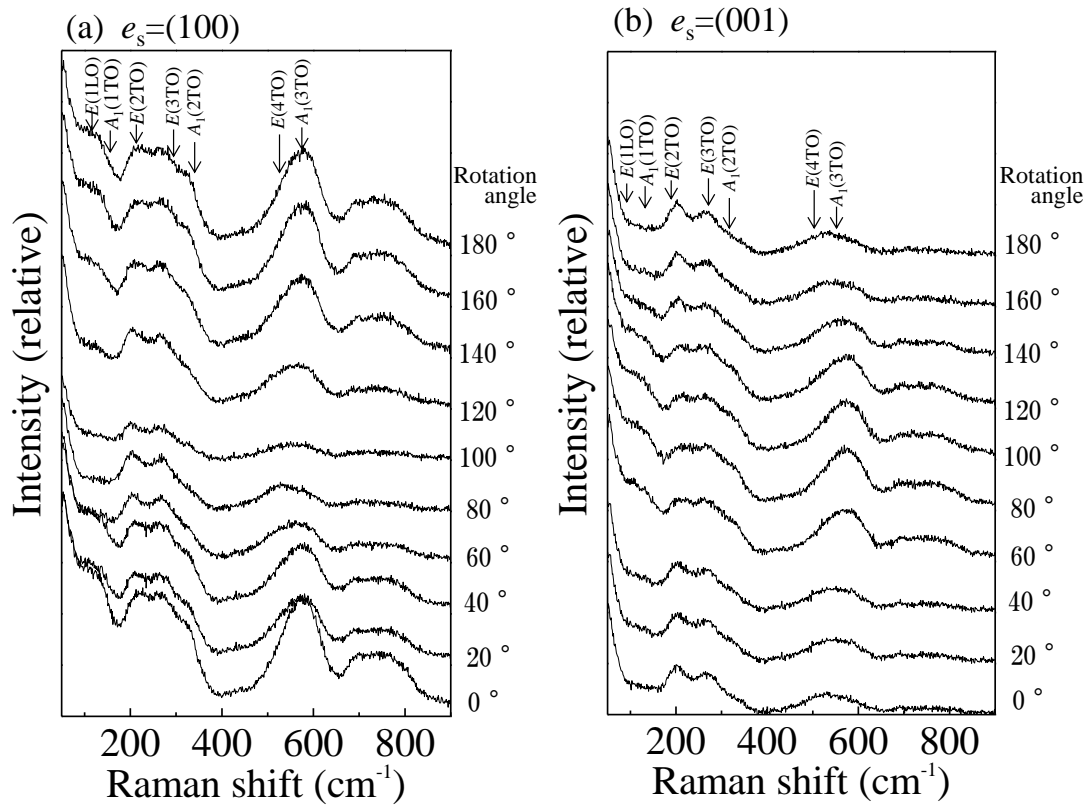 (a) e_s=(100)
E(1LO)
A_1(1TO)
E(2TO)
E(3TO)
A_1(2TO)
E(4TO)
A_1(3TO)
Rotation
angle
180 °
160 °
140 °
120 °
100 °
80 °
60 °
40 °
20 °
0 °
Intensity (relative)
200
400
600
800
Raman shift (cm^-1)
(b) e_s=(001)
E(1LO)
A_1(1TO)
E(2TO)
E(3TO)
A_1(2TO)
E(4TO)
A_1(3TO)
Rotation
angle
180 °
160 °
140 °
120 °
100 °
80 °
60 °
40 °
20 °
0 °
Intensity (relative)
200
400
600
800
Raman shift (cm^-1)